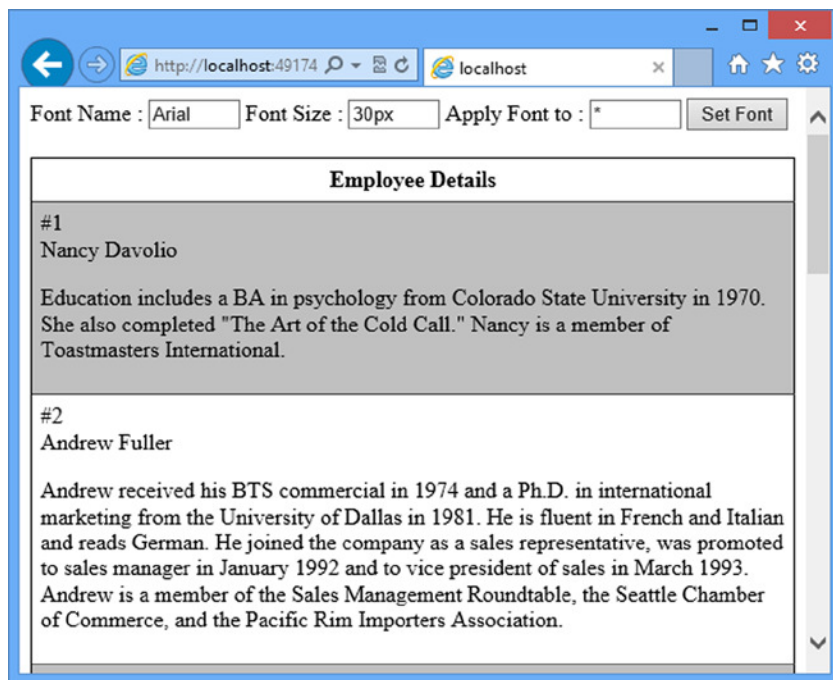 http://localhost:49174
localhost
Font Name : Arial Font Size : 30px Apply Font to : * Set Font
Employee Details
#1
Nancy Davolio
Education includes a BA in psychology from Colorado State University in 1970.
She also completed "The Art of the Cold Call." Nancy is a member of
Toastmasters International.
#2
Andrew Fuller
Andrew received his BTS commercial in 1974 and a Ph.D. in international
marketing from the University of Dallas in 1981. He is fluent in French and Italian
and reads German. He joined the company as a sales representative, was promoted
to sales manager in January 1992 and to vice president of sales in March 1993.
Andrew is a member of the Sales Management Roundtable, the Seattle Chamber
of Commerce, and the Pacific Rim Importers Association.